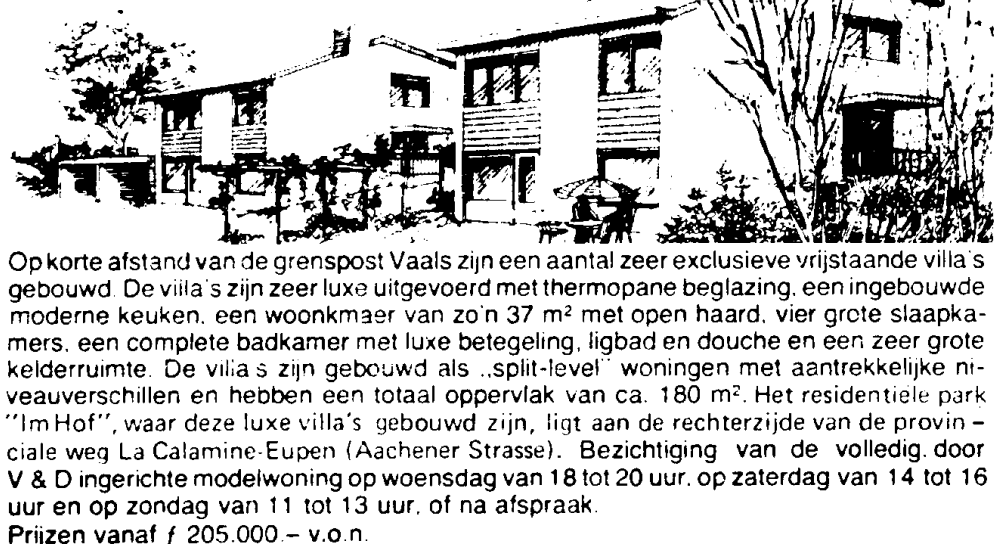 Op korte afstand van de grenspost Vaals zijn een aantal zeer exclusieve vrijstaande villa's
gebouwd. De villa's zijn zeer luxe uitgevoerd met thermopane beglazing, een ingebouwde
moderne keuken, een woonkmaer van zo'n 37 m² met open haard, vier grote slaapka-
mers, een complete badkamer met luxe betegeling, ligbad en douche en een zeer grote
kelderruimte. De villa's zijn gebouwd als „split-level" woningen met aantrekkelijke ni-
veauverschillen en hebben een totaal oppervlak van ca. 180 m². Het residentiele park
"Im Hof", waar deze luxe villa's gebouwd zijn, ligt aan de rechterzijde van de provin -
ciale weg La Calamine-Eupen (Aachener Strasse). Bezichtiging van de volledig. door
V & D ingerichte modelwoning op woensdag van 18 tot 20 uur, op zaterdag van 14 tot 16
uur en op zondag van 11 tot 13 uur, of na afspraak.
Prijzen vanaf ƒ 205.000.– v.o.n.